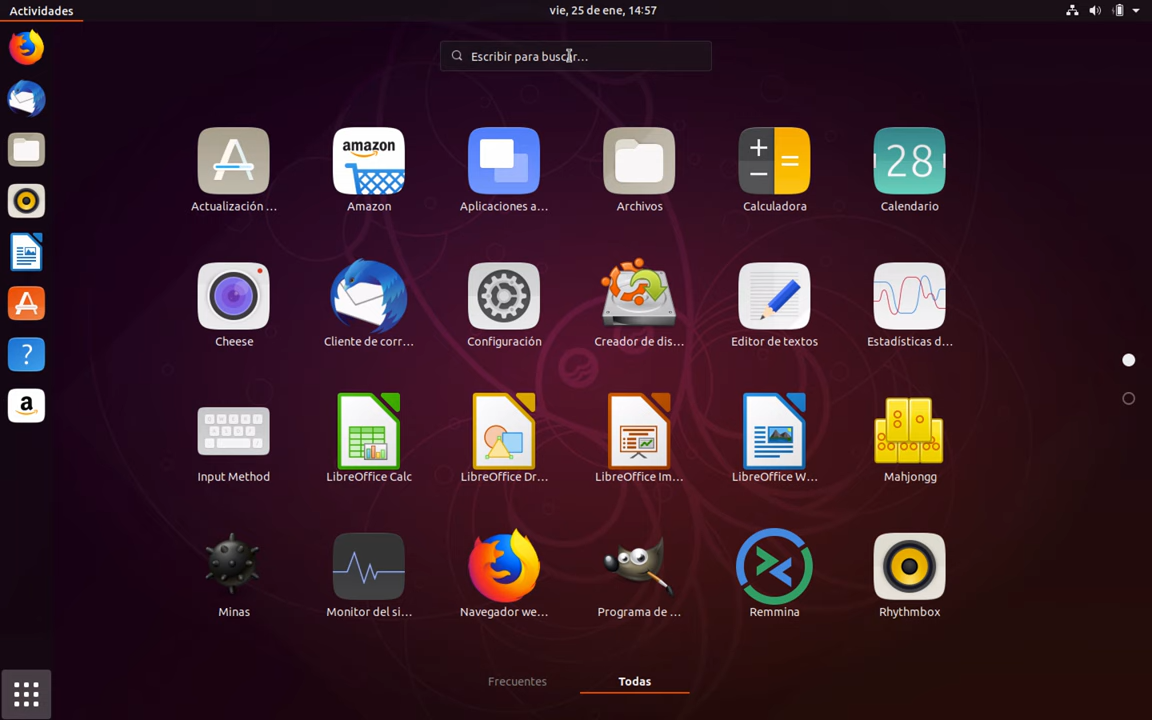 Actividades
vie, 25 de ene, 14:57
Escribir para buscar...
Actualización ...
amazon
Amazon
Aplicaciones a...
Archivos
Calculadora
28
Calendario
Cheese
Cliente de corr...
Configuración
Creador de dis...
Editor de textos
Estadísticas d...
Input Method
LibreOffice Calc
LibreOffice Dr...
LibreOffice Im...
LibreOffice W...
Mahjongg
Minas
Monitor del si...
Navegador we...
Programa de ...
Remmina
Rhythmbox
Frecuentes
Todas